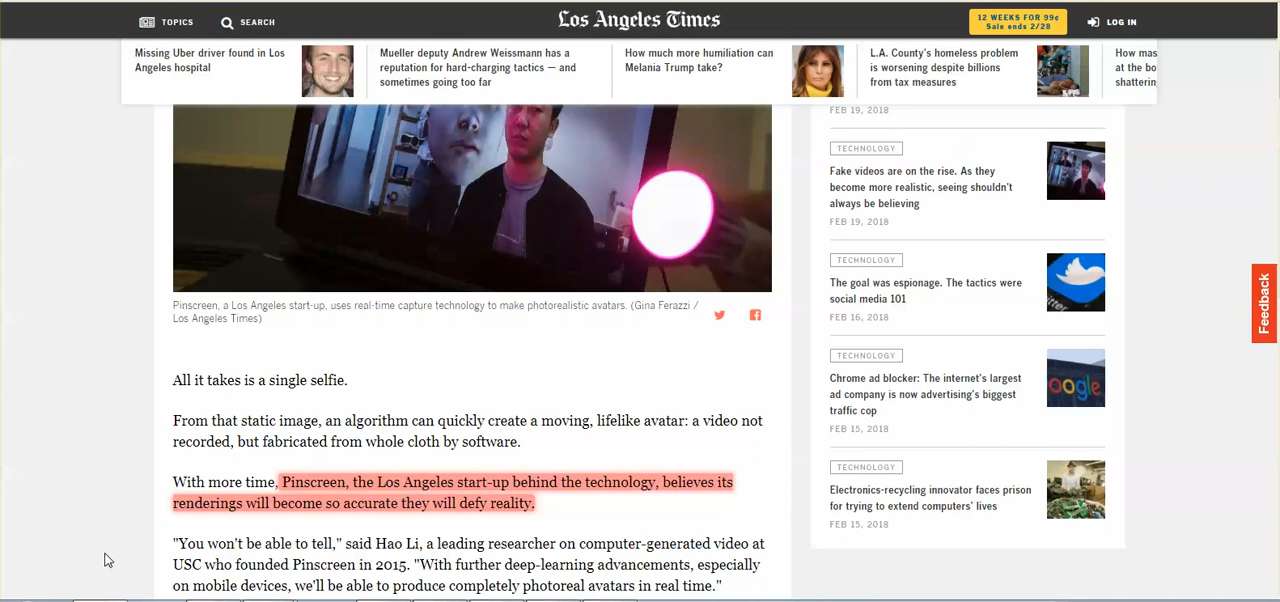 TOPICS
SEARCH
Los Angeles Times
12 WEEKS FOR 99¢
Sale ends 2/28
LOG IN
Missing Uber driver found in Los
Angeles hospital
Mueller deputy Andrew Weissmann has a
reputation for hard-charging tactics — and
sometimes going too far
How much more humiliation can
Melania Trump take?
L.A. County's homeless problem
is worsening despite billions
from tax measures
How mas
at the bo
shatterin
Pinscreen, a Los Angeles start-up, uses real-time capture technology to make photorealistic avatars. (Gina Ferazzi /
Los Angeles Times)
All it takes is a single selfie.
From that static image, an algorithm can quickly create a moving, lifelike avatar: a video not
recorded, but fabricated from whole cloth by software.
With more time, Pinscreen, the Los Angeles start-up behind the technology, believes its
renderings will become so accurate they will defy reality.
"You won't be able to tell," said Hao Li, a leading researcher on computer-generated video at
USC who founded Pinscreen in 2015. "With further deep-learning advancements, especially
on mobile devices, we'll be able to produce completely photoreal avatars in real time."
FEB 19, 2018
TECHNOLOGY
Fake videos are on the rise. As they
become more realistic, seeing shouldn't
always be believing
FEB 19, 2018
TECHNOLOGY
The goal was espionage. The tactics were
social media 101
FEB 16, 2018
TECHNOLOGY
Chrome ad blocker: The internet's largest
ad company is now advertising's biggest
traffic cop
FEB 15, 2018
TECHNOLOGY
Electronics-recycling innovator faces prison
for trying to extend computers' lives
FEB 15, 2018
oogle
Feedback